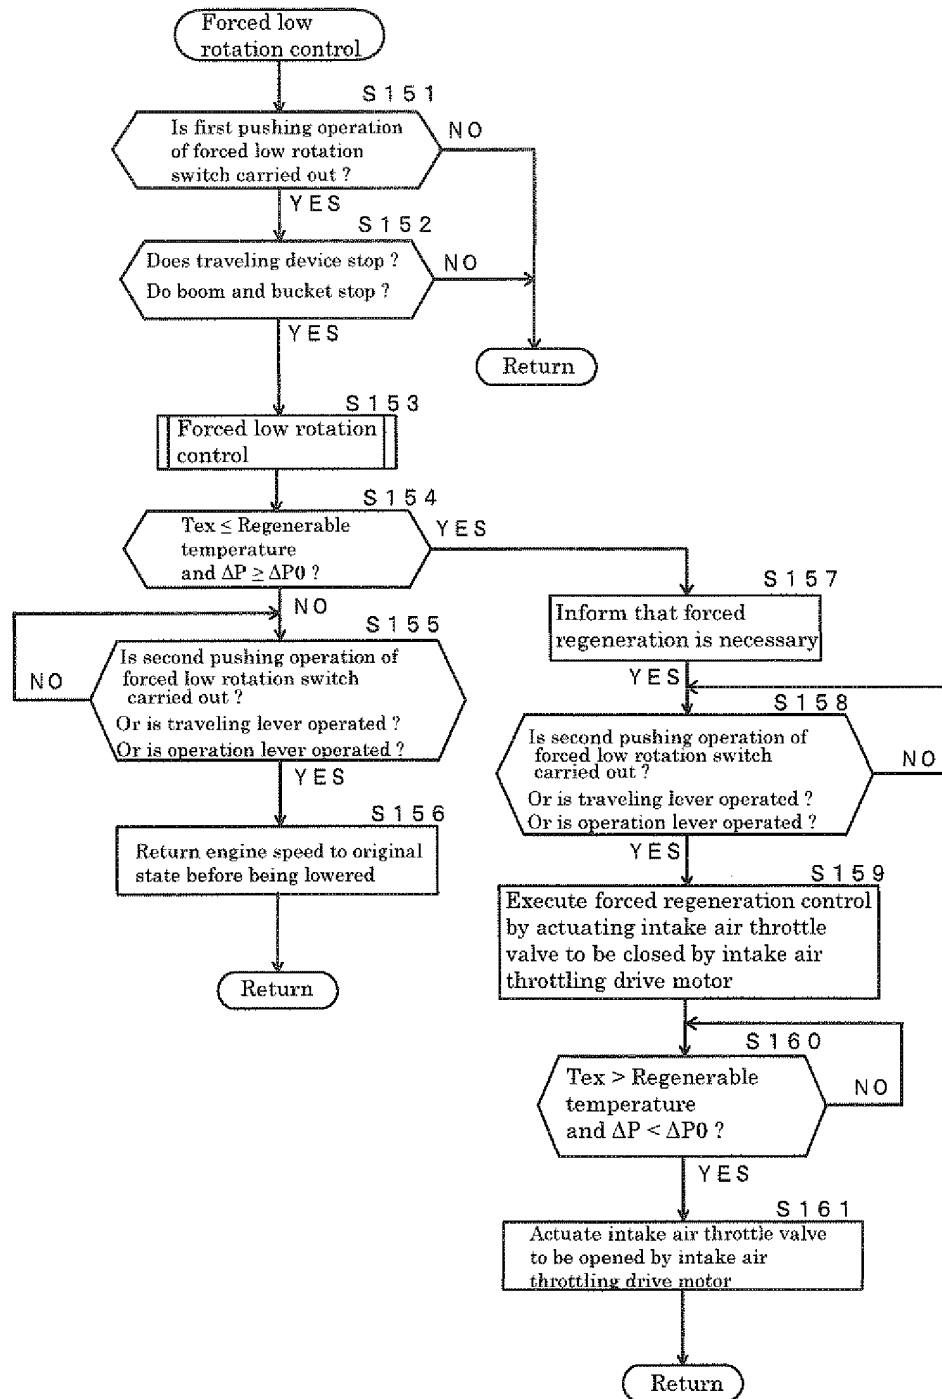 Forced low
rotation control
S151
Is first pushing operation
of forced low rotation
switch carried out ?
NO
YES
S152
Does traveling device stop ?
Do boom and bucket stop ?
NO
YES
Return
S153
Forced low rotation
control
S154
Tex ≤ Regenerable
temperature
and ΔP ≥ ΔP0 ?
YES
NO
S155
Is second pushing operation of
forced low rotation switch
carried out ?
Or is traveling lever operated ?
Or is operation lever operated ?
NO
YES
S156
Return engine speed to original
state before being lowered
Return
S157
Inform that forced
regeneration is necessary
YES
S158
Is second pushing operation of
forced low rotation switch
carried out ?
Or is traveling lever operated ?
Or is operation lever operated ?
NO
YES
S159
Execute forced regeneration control
by actuating intake air throttle
valve to be closed by intake air
throttling drive motor
S160
Tex > Regenerable
temperature
and ΔP < ΔP0 ?
NO
YES
S161
Actuate intake air throttle valve
to be opened by intake air
throttling drive motor
Return